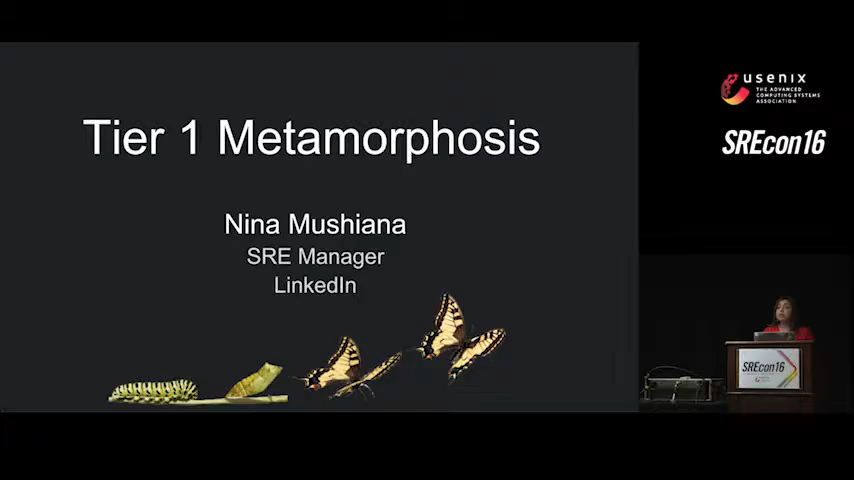 Tier 1 Metamorphosis
Nina Mushiana
SRE Manager
LinkedIn
usenix
THE ADVANCED
COMPUTING SYSTEMS
ASSOCIATION
SREcon16
SREcon16